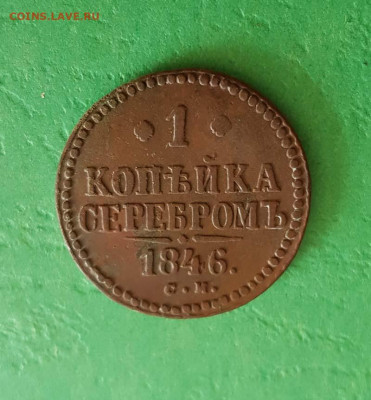 COINS.LAVE.RU
1
КОПѢЙКА
СЕРЕБРОМЪ
1846.
С.М.